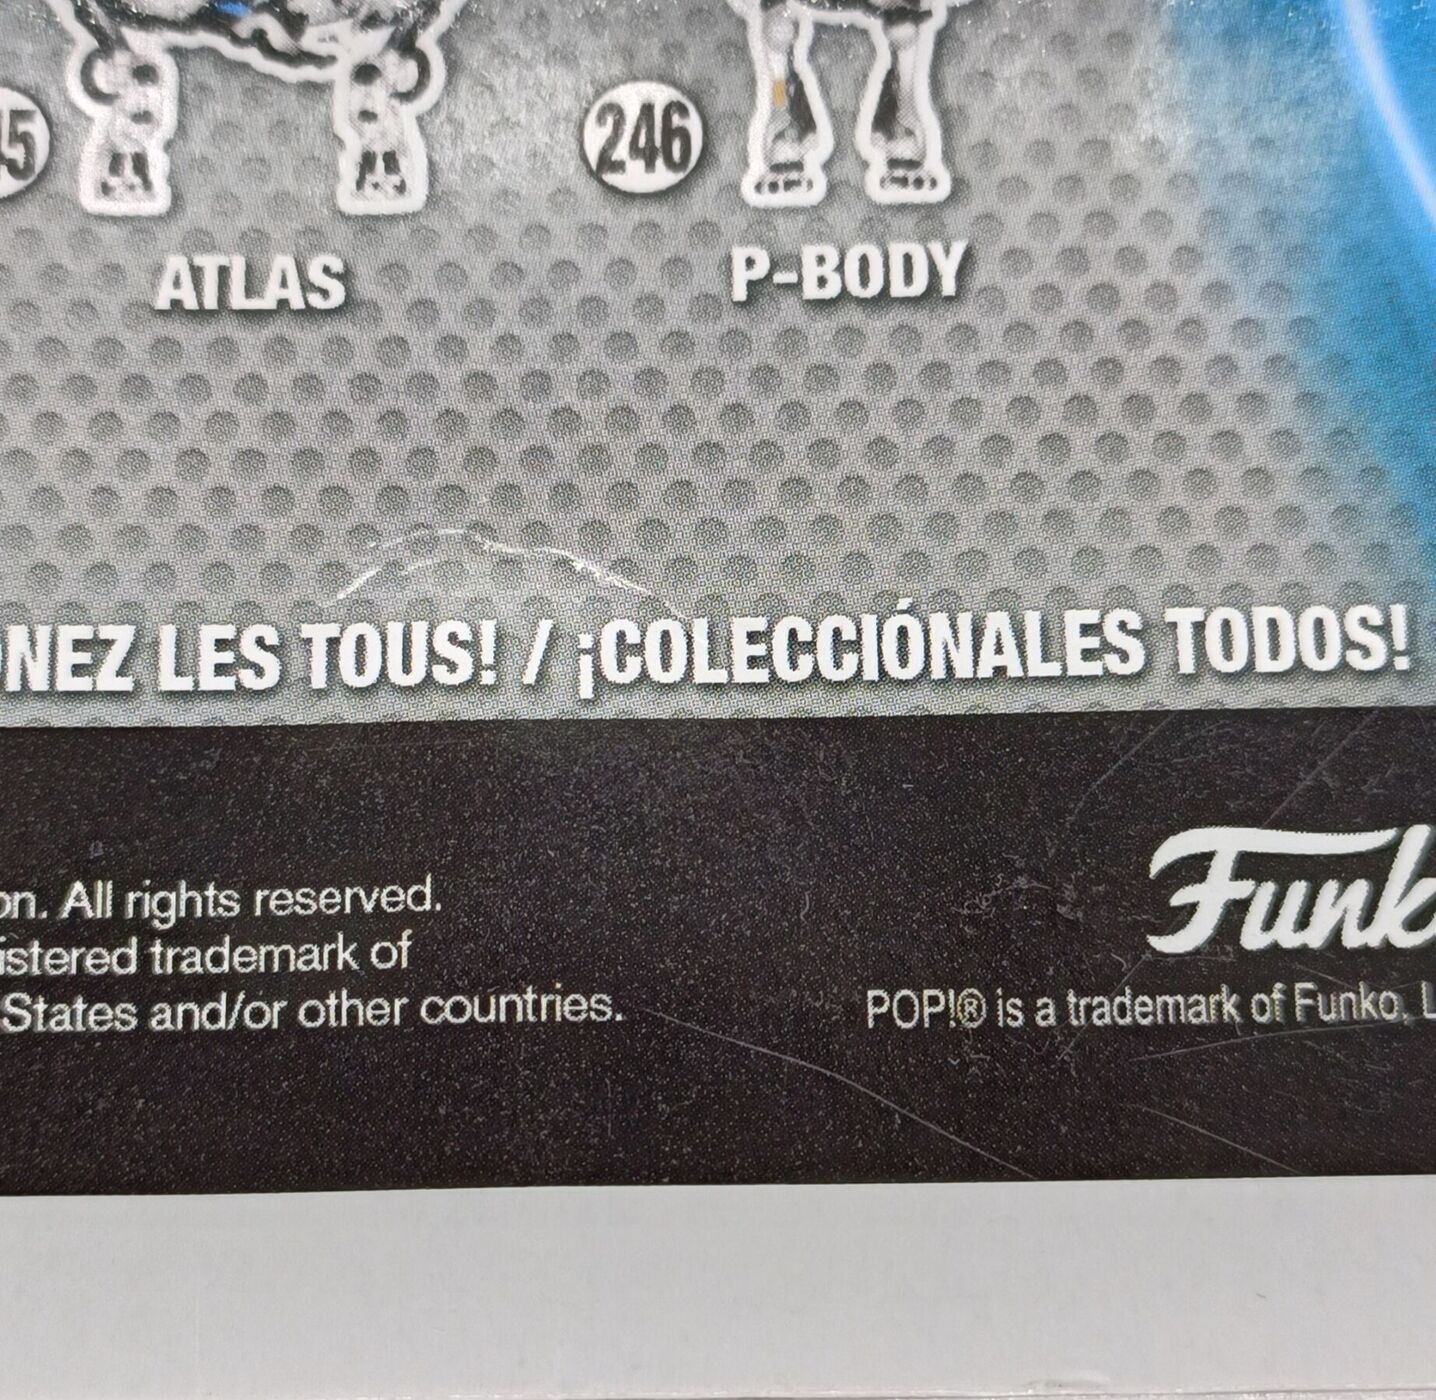 5
246
ATLAS
P-BODY
NEZ LES TOUS! / ¡COLECCIÓNALES TODOS!
on. All rights reserved.
istered trademark of
States and/or other countries.
Funk
POP!® is a trademark of Funko, L